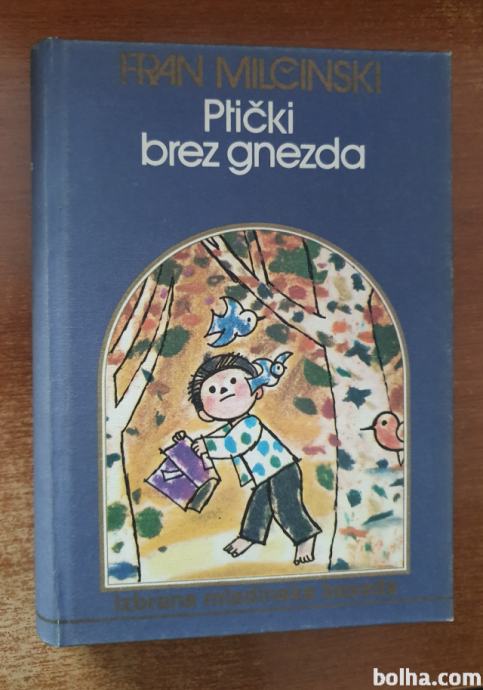 FRAN MILČINSKI
Ptički
brez gnezda
Izbrana mladinska beseda
bolha.com